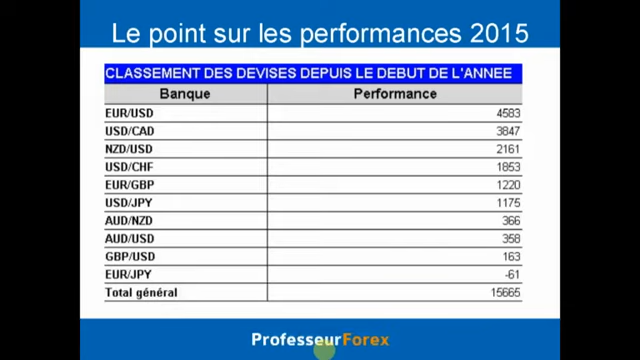 Le point sur les performances 2015
CLASSEMENT DES DEVISES DEPUIS LE DEBUT DE L'ANNEE
Banque Performance
EUR/USD 4583
USD/CAD 3847
NZD/USD 2161
USD/CHF 1853
EUR/GBP 1220
USD/JPY 1175
AUD/NZD 366
AUD/USD 358
GBP/USD 163
EUR/JPY -61
Total général 15665
ProfesseurForex